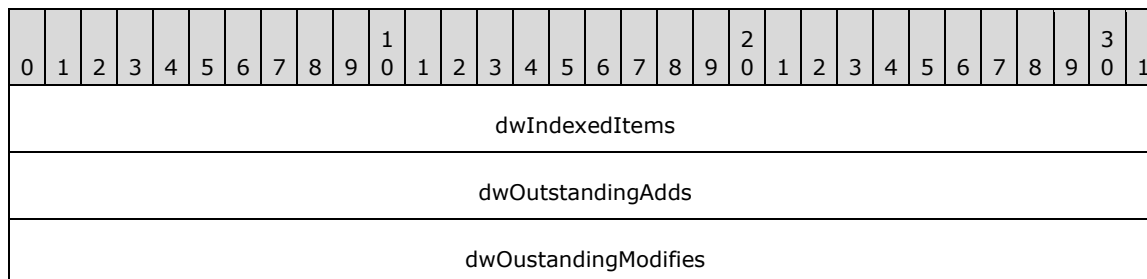 1 2 3
0 1 2 3 4 5 6 7 8 9 0 1 2 3 4 5 6 7 8 9 0 1 2 3 4 5 6 7 8 9 0 1
dwIndexedItems
dwOutstandingAdds
dwOustandingModifies